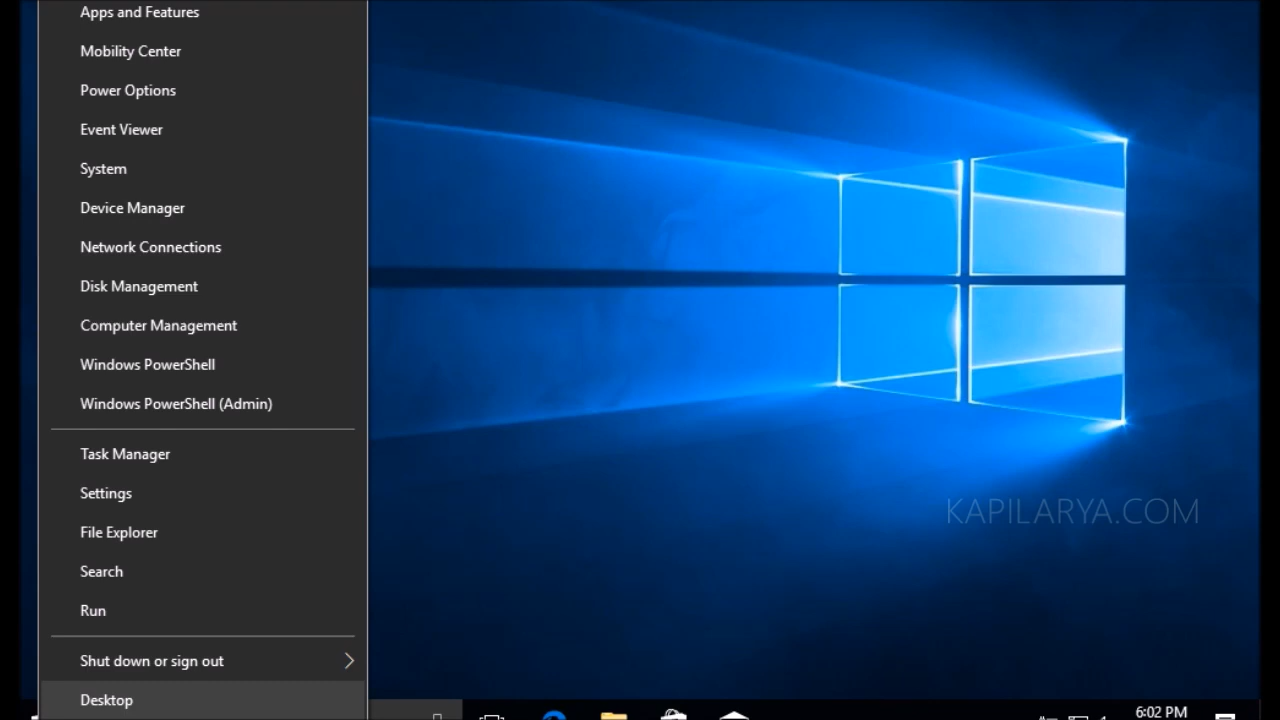 Apps and Features
Mobility Center
Power Options
Event Viewer
System
Device Manager
Network Connections
Disk Management
Computer Management
Windows PowerShell
Windows PowerShell (Admin)
Task Manager
Settings
File Explorer
Search
Run
Shut down or sign out
Desktop
KAPILARYA.COM
6:02 PM